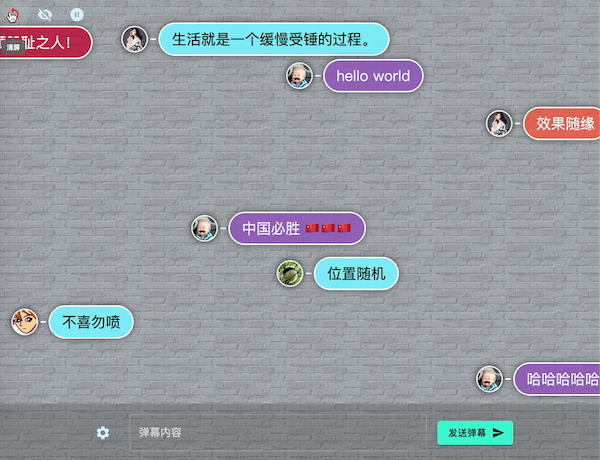 耻之人！
清屏
生活就是一个缓慢受锤的过程。
hello world
效果随缘
中国必胜 🇨🇳🇨🇳🇨🇳
位置随机
不喜勿喷
哈哈哈哈哈
弹幕内容
发送弹幕